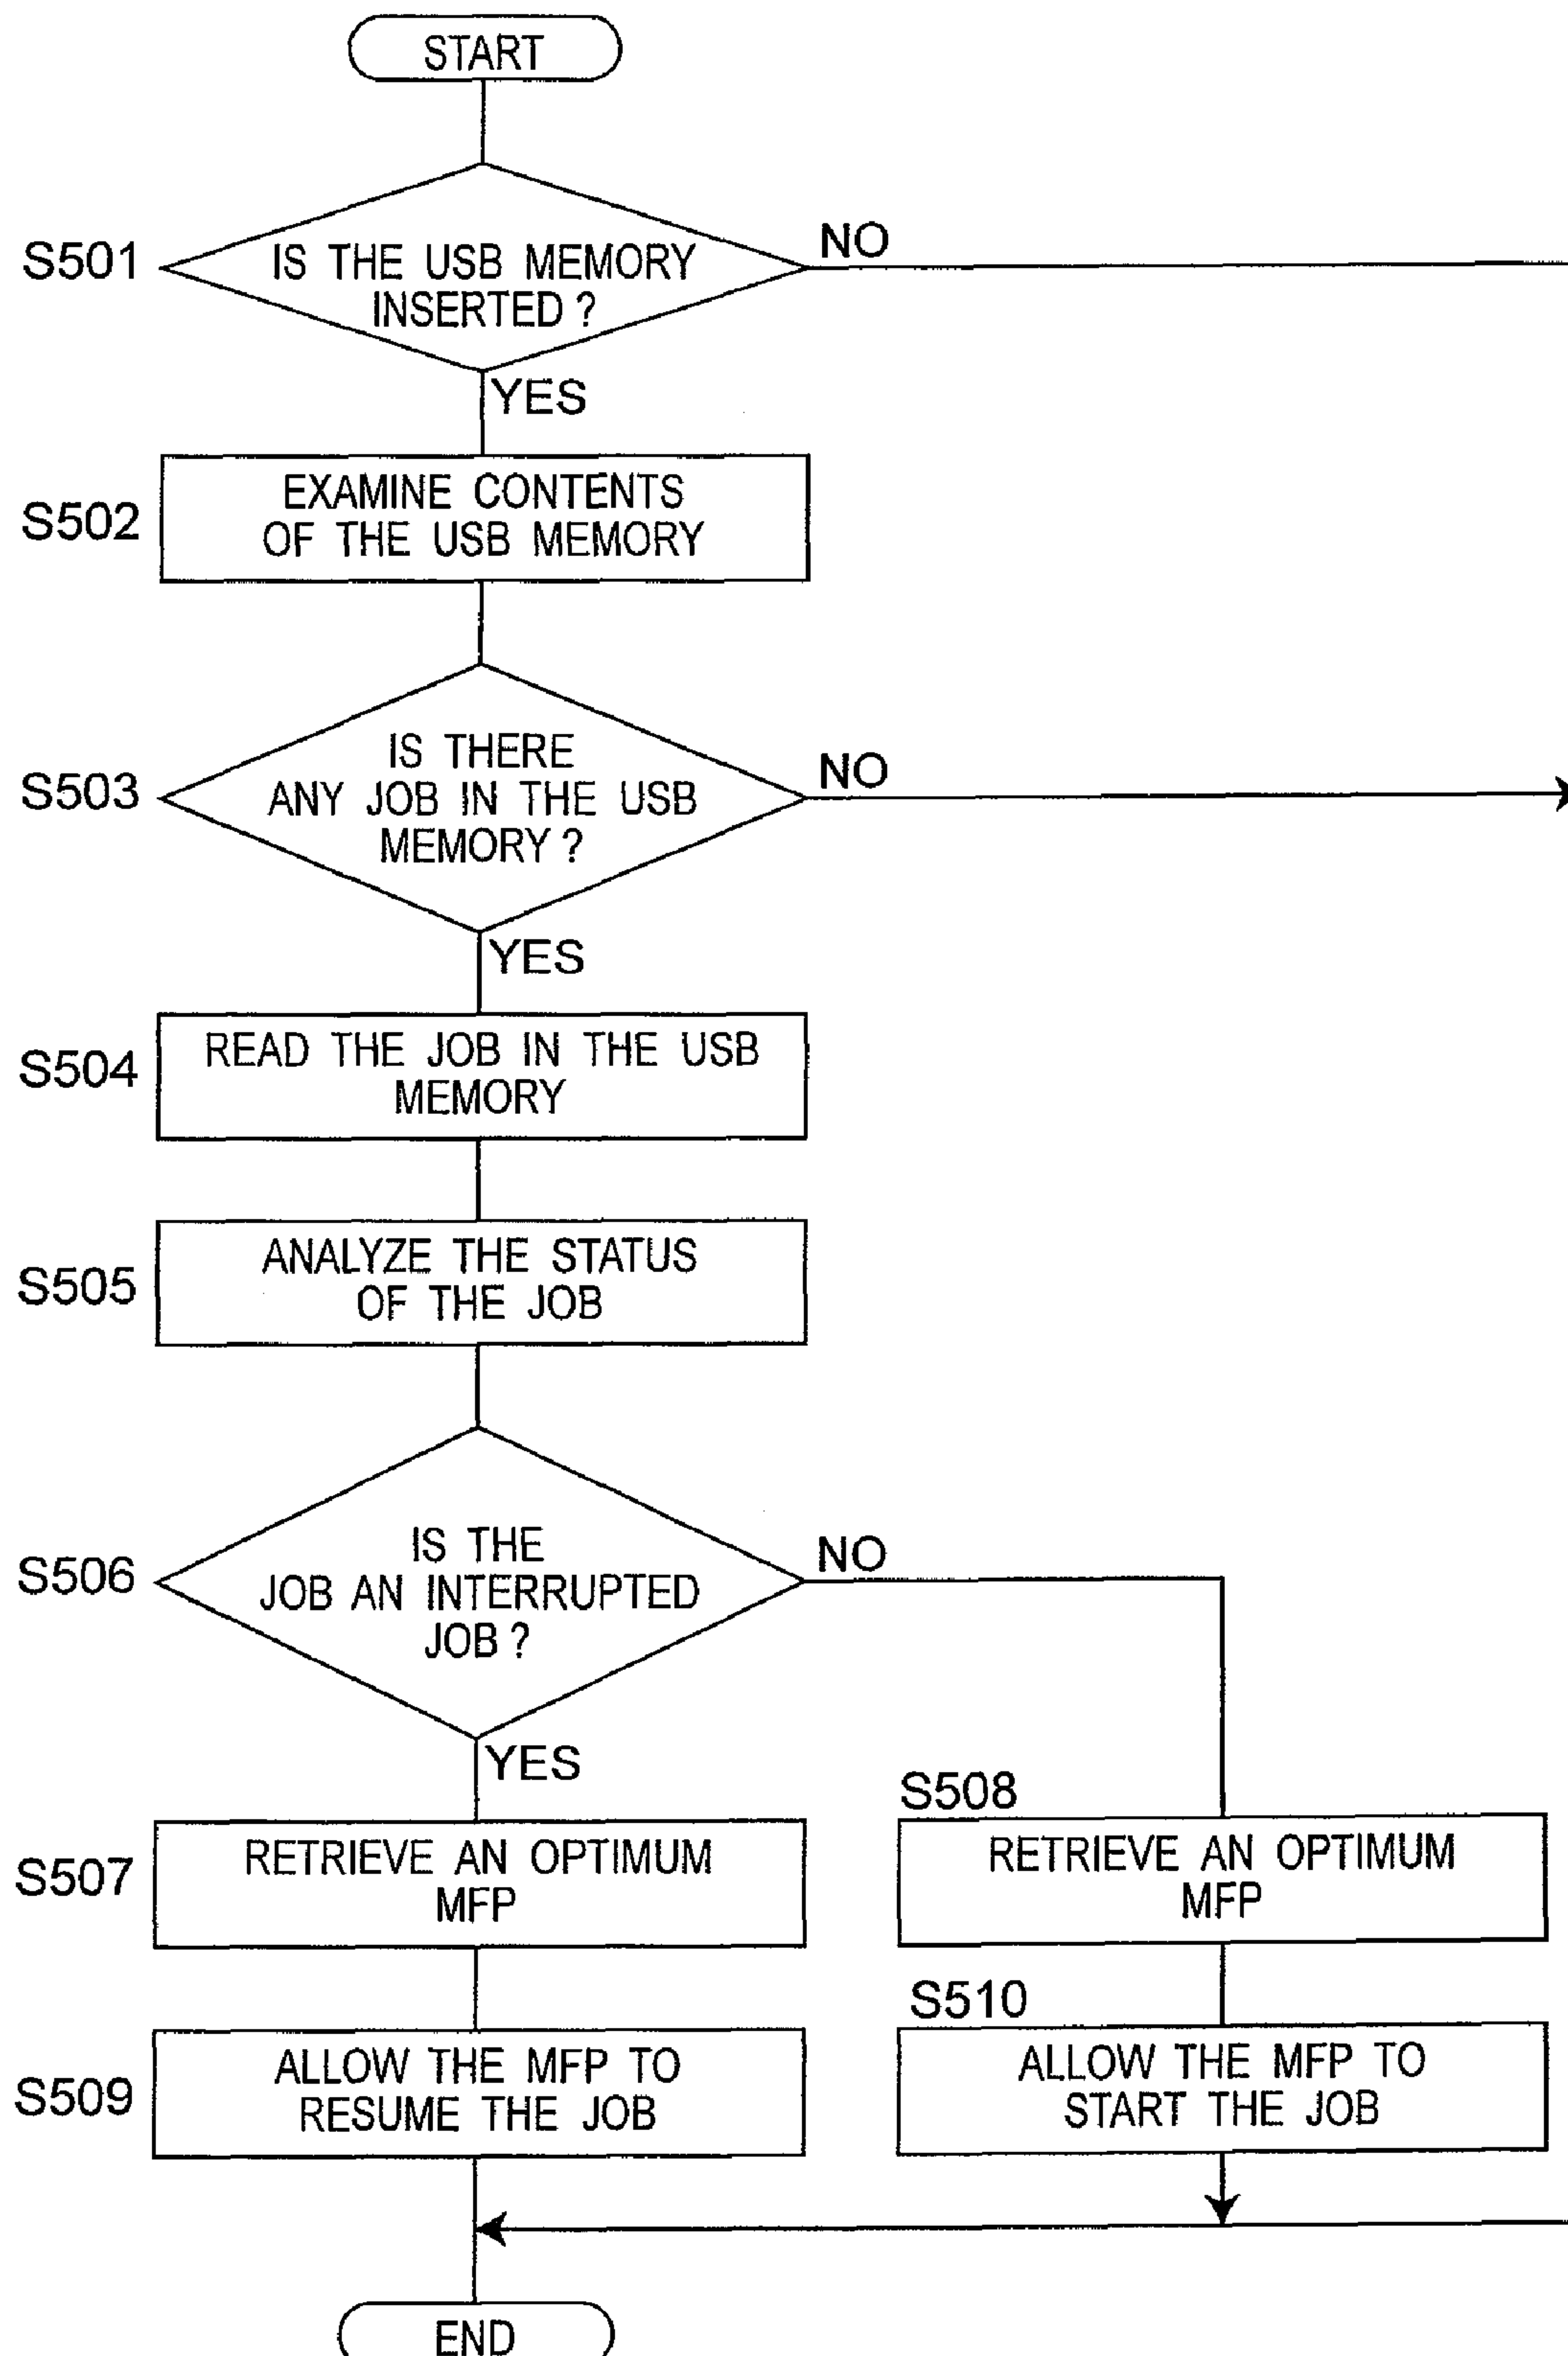 START
S501
IS THE USB MEMORY
INSERTED ?
NO
YES
S502
EXAMINE CONTENTS
OF THE USB MEMORY
S503
IS THERE
ANY JOB IN THE USB
MEMORY ?
NO
YES
S504
READ THE JOB IN THE USB
MEMORY
S505
ANALYZE THE STATUS
OF THE JOB
S506
IS THE
JOB AN INTERRUPTED
JOB ?
NO
YES
S507
RETRIEVE AN OPTIMUM
MFP
S508
RETRIEVE AN OPTIMUM
MFP
S509
ALLOW THE MFP TO
RESUME THE JOB
S510
ALLOW THE MFP TO
START THE JOB
END